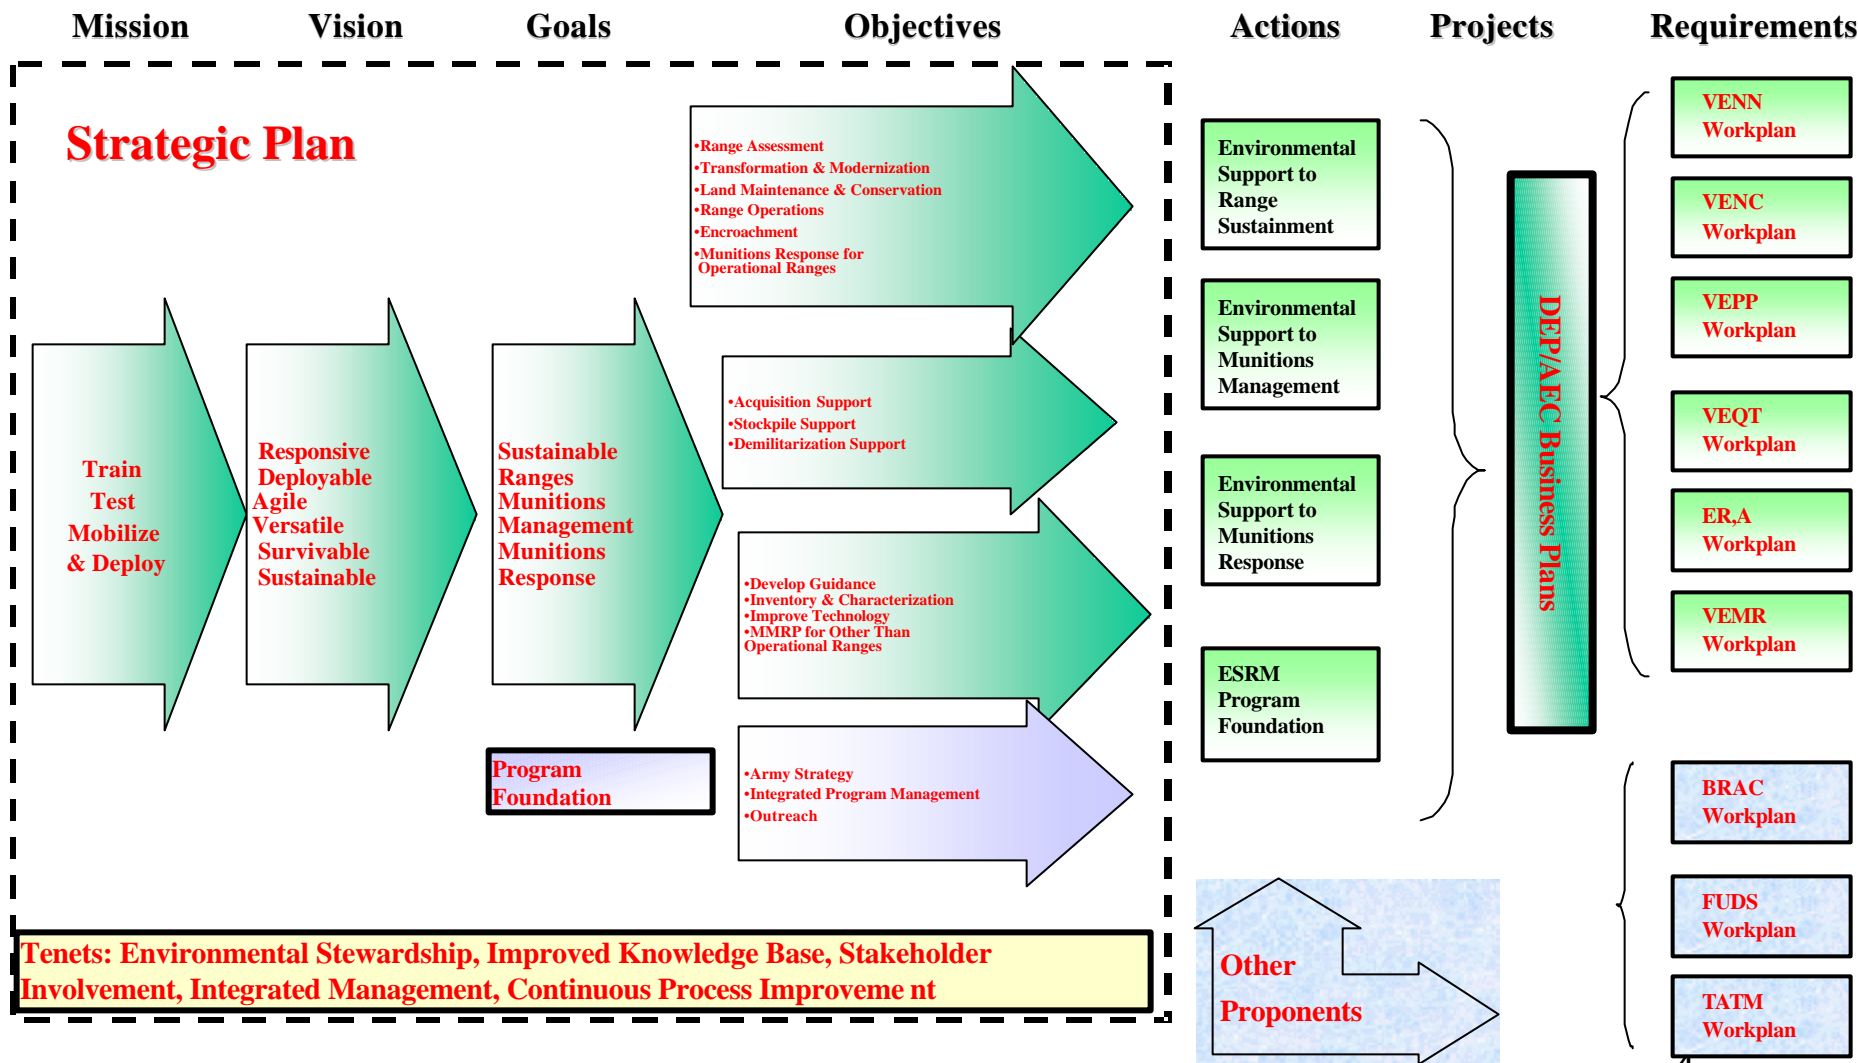 Mission Vision Goals Objectives Actions Projects Requirements
Strategic Plan
Train
Test
Mobilize
& Deploy
Responsive
Deployable
Agile
Versatile
Survivable
Sustainable
Sustainable
Ranges
Munitions
Management
Munitions
Response
Program
Foundation
•Range Assessment
•Transformation & Modernization
•Land Maintenance & Conservation
•Range Operations
•Encroachment
•Munitions Response for
Operational Ranges
•Acquisition Support
•Stockpile Support
•Demilitarization Support
•Develop Guidance
•Inventory & Characterization
•Improve Technology
•MMRP for Other Than
Operational Ranges
•Army Strategy
•Integrated Program Management
•Outreach
Tenets: Environmental Stewardship, Improved Knowledge Base, Stakeholder
Involvement, Integrated Management, Continuous Process Improveme nt
Environmental
Support to
Range
Sustainment
Environmental
Support to
Munitions
Management
Environmental
Support to
Munitions
Response
ESRM
Program
Foundation
Other
Proponents
DEP/AEC Business Plans
VENN
Workplan
VENC
Workplan
VEPP
Workplan
VEQT
Workplan
ER,A
Workplan
VEMR
Workplan
BRAC
Workplan
FUDS
Workplan
TATM
Workplan